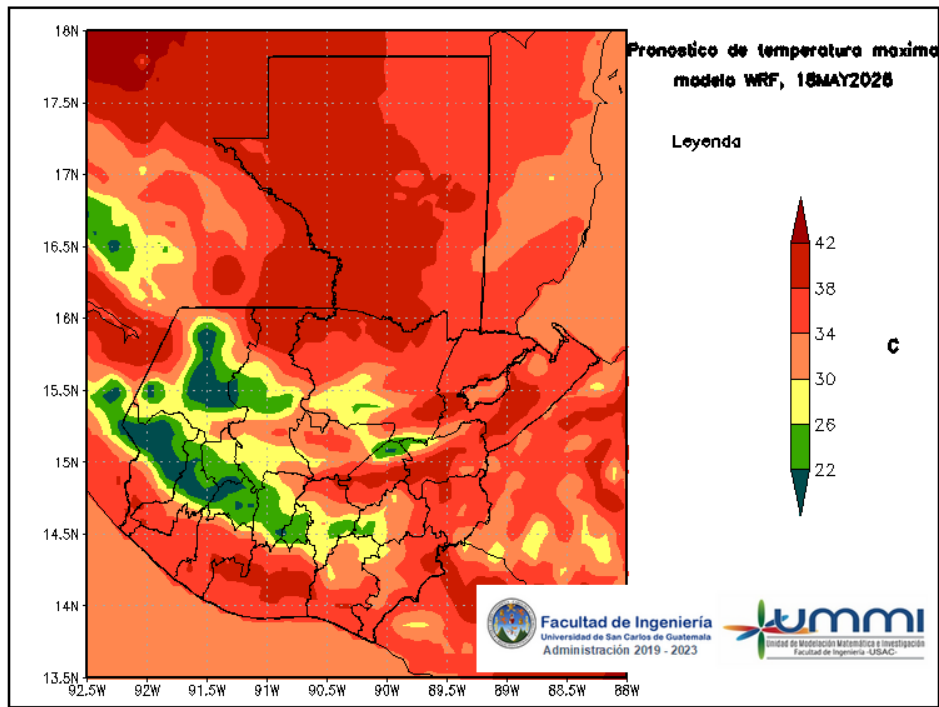 Pronostico de temperatura maxima
modelo WRF, 18MAY2026
Leyenda
18N
17.5N
17N
16.5N
16N
15.5N
15N
14.5N
14N
13.5N
92.5W
92W
91.5W
91W
90.5W
90W
89.5W
89W
88.5W
88W
42
38
34
30
26
22
C
Facultad de Ingeniería
Universidad de San Carlos de Guatemala
Administración 2019 - 2023
UMMI
Unidad de Modelación Matemática e Investigación
Facultad de Ingeniería -USAC-